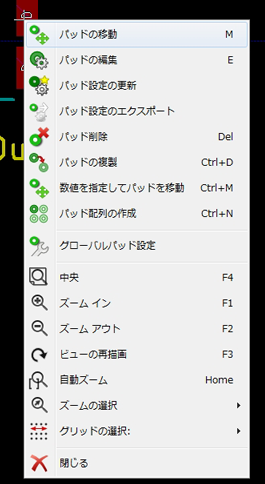 パッドの移動 M
パッドの編集 E
パッド設定の更新
パッド設定のエクスポート
パッド削除 Del
パッドの複製 Ctrl+D
数値を指定してパッドを移動 Ctrl+M
パッド配列の作成 Ctrl+N
グローバルパッド設定
中央 F4
ズーム イン F1
ズーム アウト F2
ビューの再描画 F3
自動ズーム Home
ズームの選択
グリッドの選択:
閉じる